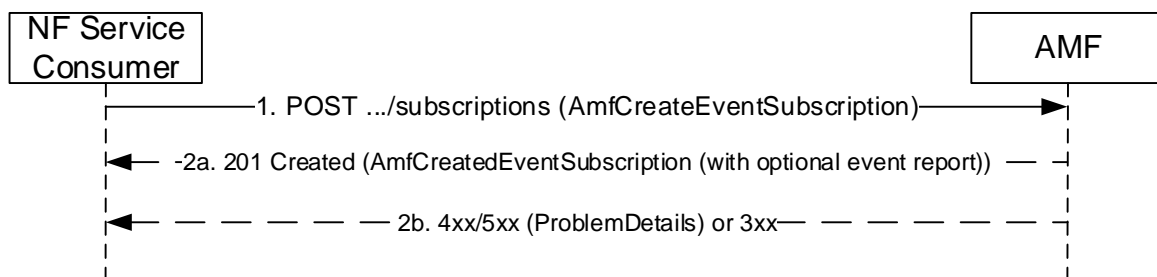 NF Service
Consumer
AMF
1. POST .../subscriptions (AmfCreateEventSubscription)
2a. 201 Created (AmfCreatedEventSubscription (with optional event report))
2b. 4xx/5xx (ProblemDetails) or 3xx